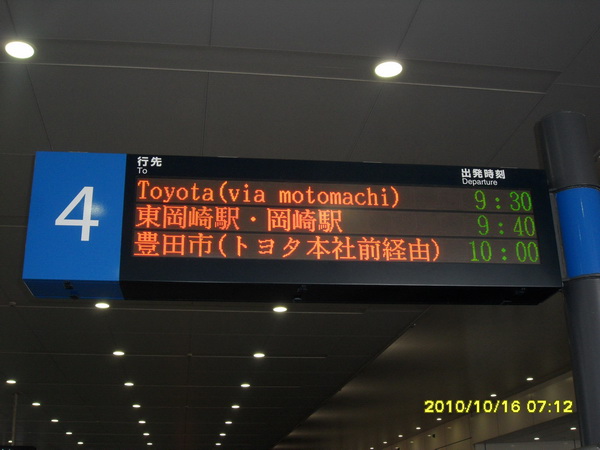 4
行先 出発時刻
To Departure
Toyota(via motomachi) 9:30
東岡崎駅・岡崎駅 9:40
豊田市(トヨタ本社前経由) 10:00
2010/10/16 07:12